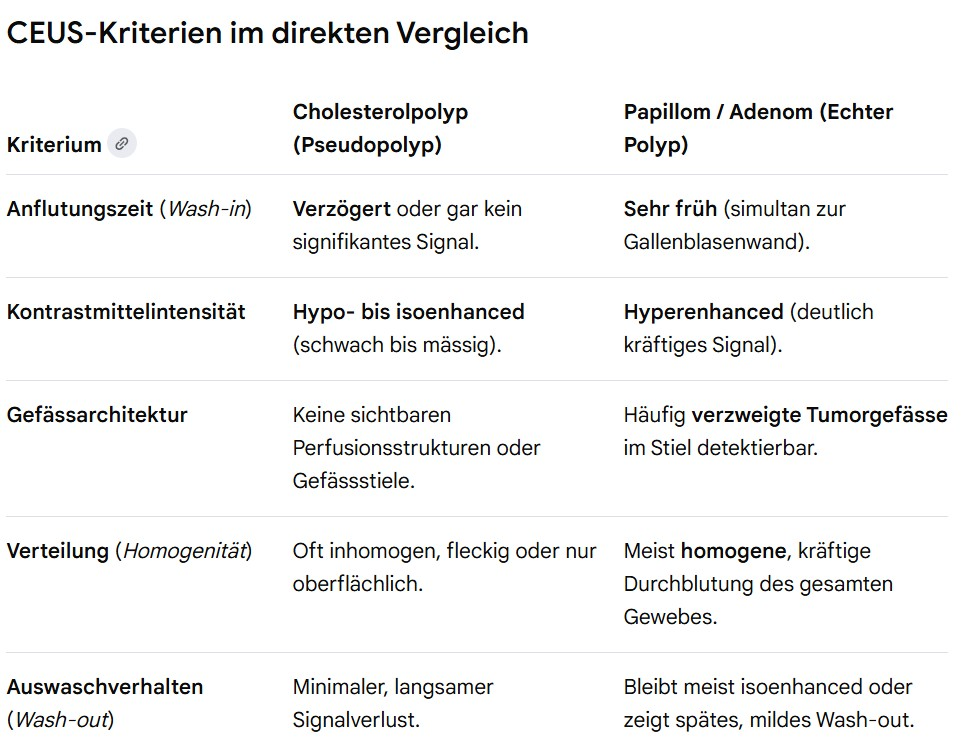 CEUS-Kriterien im direkten Vergleich
Kriterium
Cholesterolpolyp
(Pseudopolyp)
Papillom / Adenom (Echter
Polyp)
Anflutungszeit (Wash-in)
Verzögert oder gar kein
signifikantes Signal.
Sehr früh (simultan zur
Gallenblasenwand).
Kontrastmittelintensität
Hypo- bis isoenhanced
(schwach bis mässig).
Hyperenhanced (deutlich
kräftiges Signal).
Gefässarchitektur
Keine sichtbaren
Perfusionsstrukturen oder
Gefässstiele.
Häufig verzweigte Tumorgefässe
im Stiel detektierbar.
Verteilung (Homogenität)
Oft inhomogen, fleckig oder nur
oberflächlich.
Meist homogene, kräftige
Durchblutung des gesamten
Gewebes.
Auswaschverhalten
(Wash-out)
Minimaler, langsamer
Signalverlust.
Bleibt meist isoenhanced oder
zeigt spätes, mildes Wash-out.